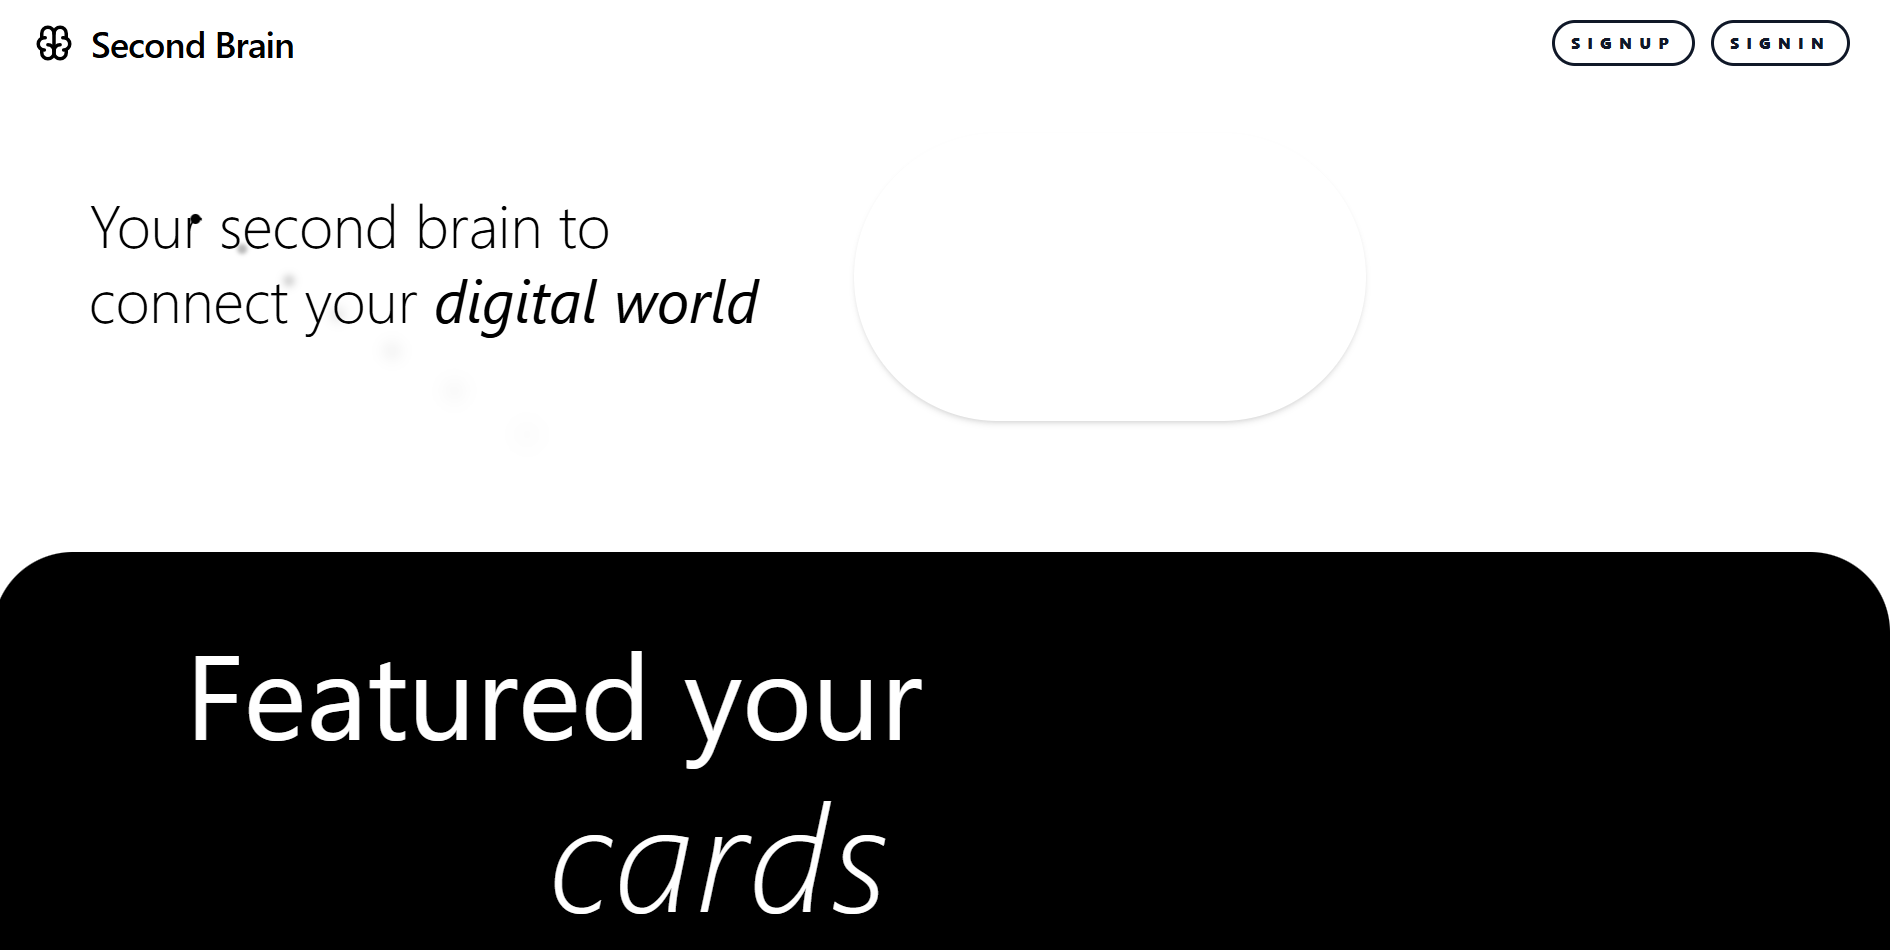 Second Brain
SIGNUP
SIGNIN
Your second brain to
connect your digital world
Featured your
cards